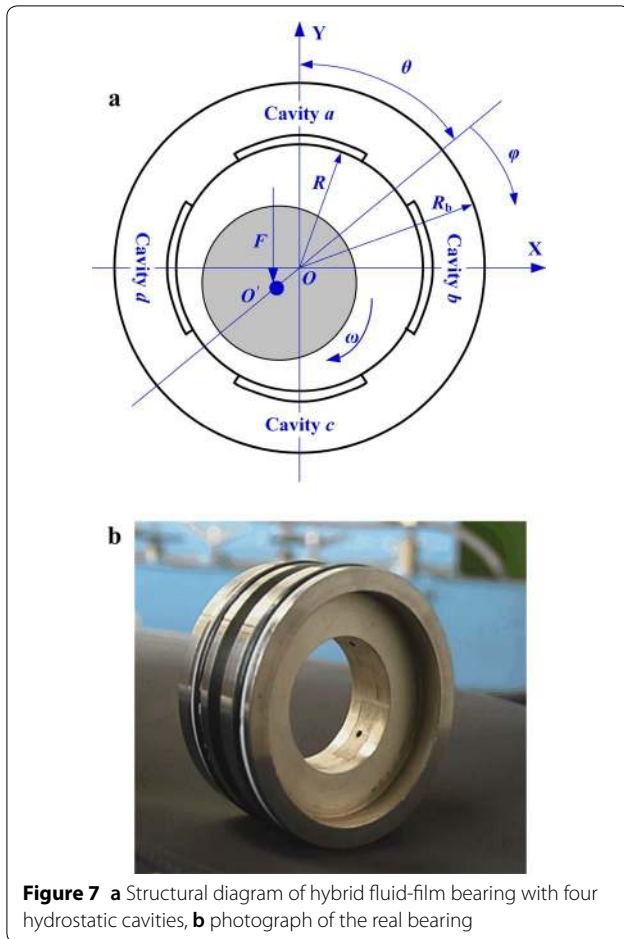 Y
θ
a
Cavity a
φ
R
R_b
F
Cavity d
X
O
Cavity b
O'
ω
Cavity c
b
Figure 7 a Structural diagram of hybrid fluid-film bearing with four
hydrostatic cavities, b photograph of the real bearing